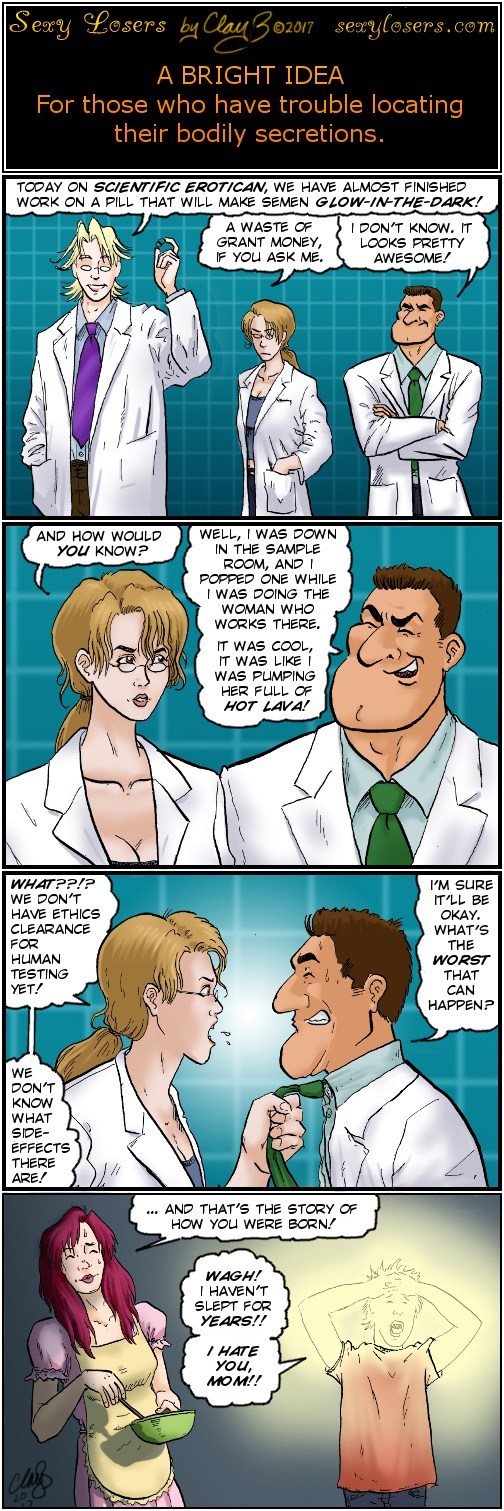 Sexy Losers by Clay B ©2017 sexylosers.com
A BRIGHT IDEA
For those who have trouble locating
their bodily secretions.
TODAY ON SCIENTIFIC EROTICAN, WE HAVE ALMOST FINISHED
WORK ON A PILL THAT WILL MAKE SEMEN GLOW-IN-THE-DARK!
A WASTE OF
GRANT MONEY,
IF YOU ASK ME.
I DON'T KNOW. IT
LOOKS PRETTY
AWESOME!
AND HOW WOULD
YOU KNOW?
WELL, I WAS DOWN
IN THE SAMPLE
ROOM, AND I
POPPED ONE WHILE
I WAS DOING THE
WOMAN WHO
WORKS THERE.
IT WAS COOL,
IT WAS LIKE I
WAS PUMPING
HER FULL OF
HOT LAVA!
WHAT??!?
WE DON'T
HAVE ETHICS
CLEARANCE
FOR
HUMAN
TESTING
YET!
WE
DON'T
KNOW
WHAT
SIDE-
EFFECTS
THERE
ARE!
I'M SURE
IT'LL BE
OKAY.
WHAT'S
THE
WORST
THAT
CAN
HAPPEN?
... AND THAT'S THE STORY OF
HOW YOU WERE BORN!
WAGH!
I HAVEN'T
SLEPT FOR
YEARS!!
I HATE
YOU,
MOM!!